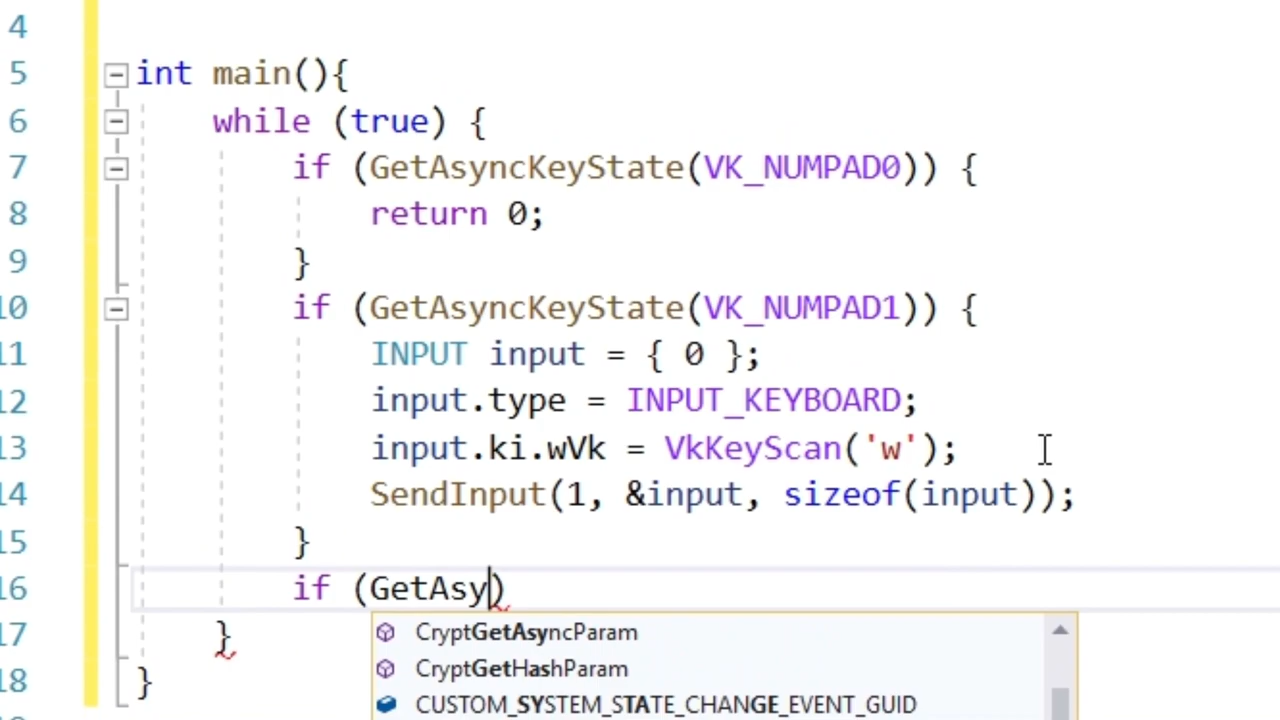 4
5 int main(){
6 while (true) {
7 if (GetAsyncKeyState(VK_NUMPAD0)) {
8 return 0;
9 }
10 if (GetAsyncKeyState(VK_NUMPAD1)) {
11 INPUT input = { 0 };
12 input.type = INPUT_KEYBOARD;
13 input.ki.wVk = VkKeyScan('w');
14 SendInput(1, &input, sizeof(input));
15 }
16 if (GetAsy)
17 }
CryptGetAsyncParam
CryptGetHashParam
18 }
CUSTOM_SYSTEM_STATE_CHANGE_EVENT_GUID